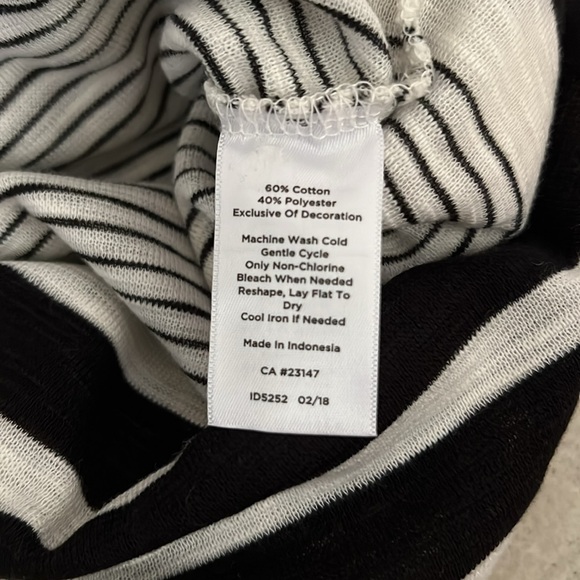 60% Cotton
40% Polyester
Exclusive Of Decoration
Machine Wash Cold
Gentle Cycle
Only Non-Chlorine
Bleach When Needed
Reshape, Lay Flat To
Dry
Cool Iron If Needed
Made In Indonesia
CA #23147
ID5252 02/18